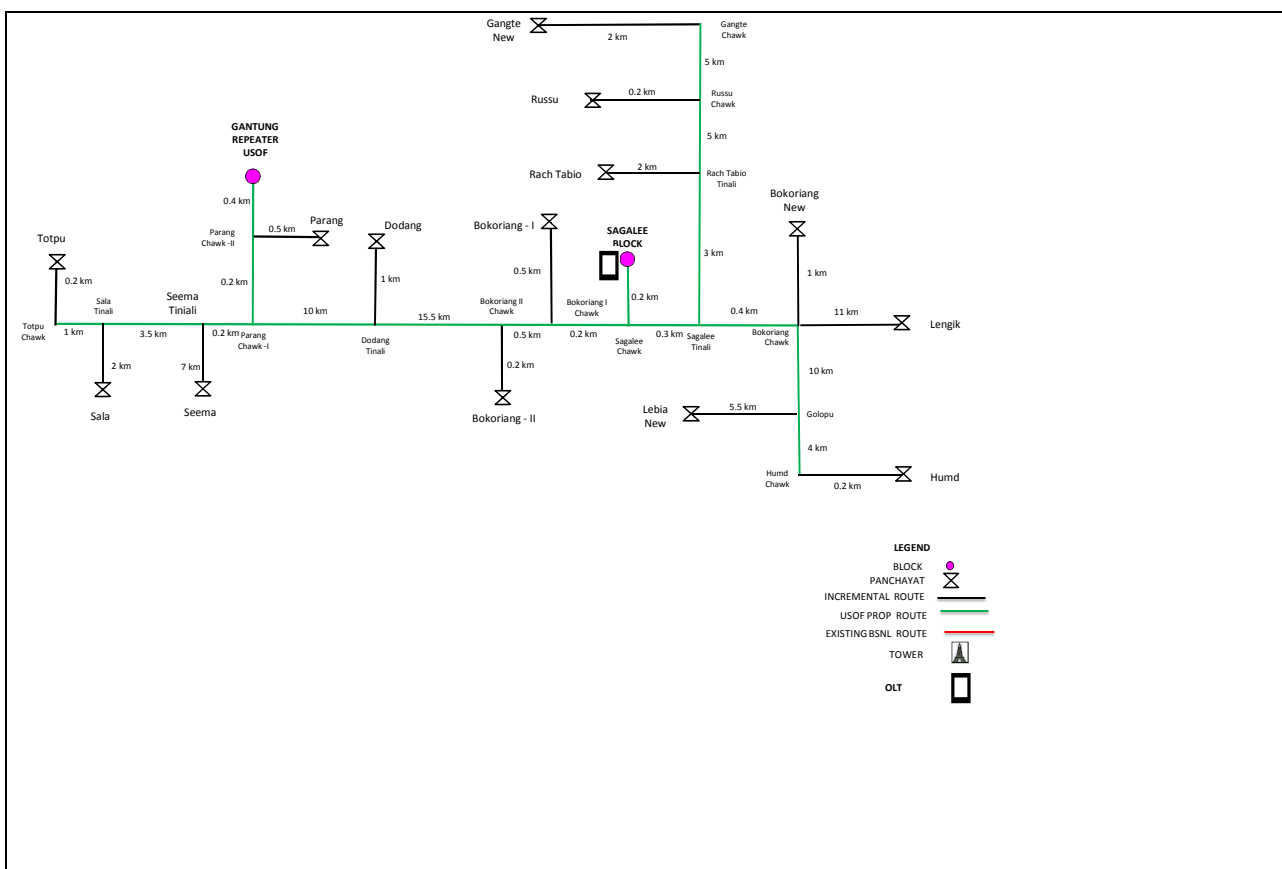 Gangte
New
2 km
Gangte
Chawk
5 km
Russu
0.2 km
Russu
Chawk
5 km
GANTUNG
REPEATER
USOF
Rach Tabio
2 km
Rach Tabio
Tinali
0.4 km
Parang
Chawk -II
0.5 km
Parang
Dodang
Bokoriang - I
SAGALEE
BLOCK
Bokoriang
New
Totpu
0.2 km
0.2 km
1 km
0.5 km
0.2 km
3 km
1 km
Sala
Tinali
Seema
Tiniali
Totpu
Chawk
1 km
3.5 km
0.2 km
Parang
Chawk -I
10 km
Dodang
Tinali
15.5 km
Bokoriang II
Chawk
0.5 km
Bokoriang I
Chawk
0.2 km
Sagalee
Chawk
0.3 km
Sagalee
Tinali
0.4 km
Bokoriang
Chawk
11 km
Lengik
2 km
Sala
7 km
Seema
0.2 km
Bokoriang - II
10 km
Lebia
New
5.5 km
Golopu
4 km
Humd
Chawk
0.2 km
Humd
LEGEND
BLOCK
PANCHAYAT
INCREMENTAL ROUTE
USOF PROP ROUTE
EXISTING BSNL ROUTE
TOWER
OLT